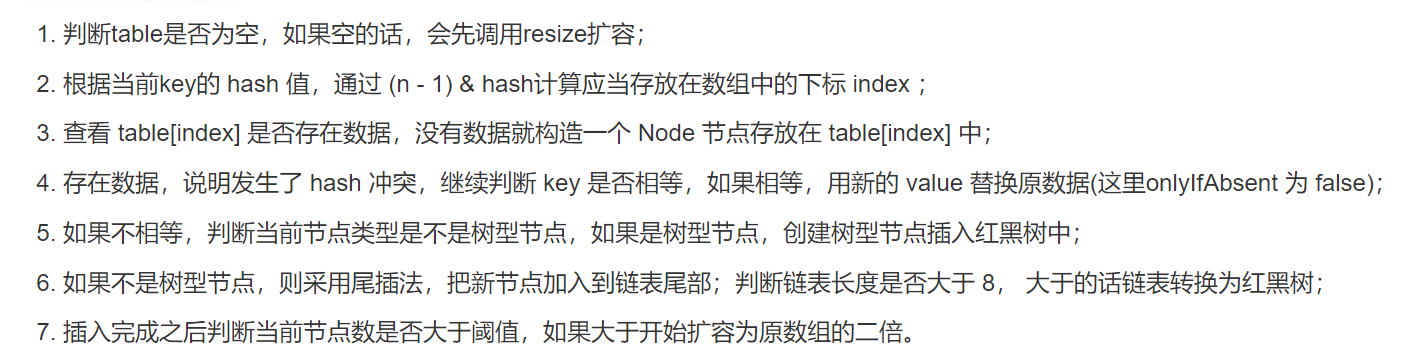 1. 判断table是否为空，如果空的话，会先调用resize扩容；
2. 根据当前key的 hash 值，通过 (n - 1) & hash计算应当存放在数组中的下标 index ；
3. 查看 table[index] 是否存在数据，没有数据就构造一个 Node 节点存放在 table[index] 中；
4. 存在数据，说明发生了 hash 冲突，继续判断 key 是否相等，如果相等，用新的 value 替换原数据(这里onlyIfAbsent 为 false)；
5. 如果不相等，判断当前节点类型是不是树型节点，如果是树型节点，创建树型节点插入红黑树中；
6. 如果不是树型节点，则采用尾插法，把新节点加入到链表尾部；判断链表长度是否大于 8， 大于的话链表转换为红黑树；
7. 插入完成之后判断当前节点数是否大于阈值，如果大于开始扩容为原数组的二倍。